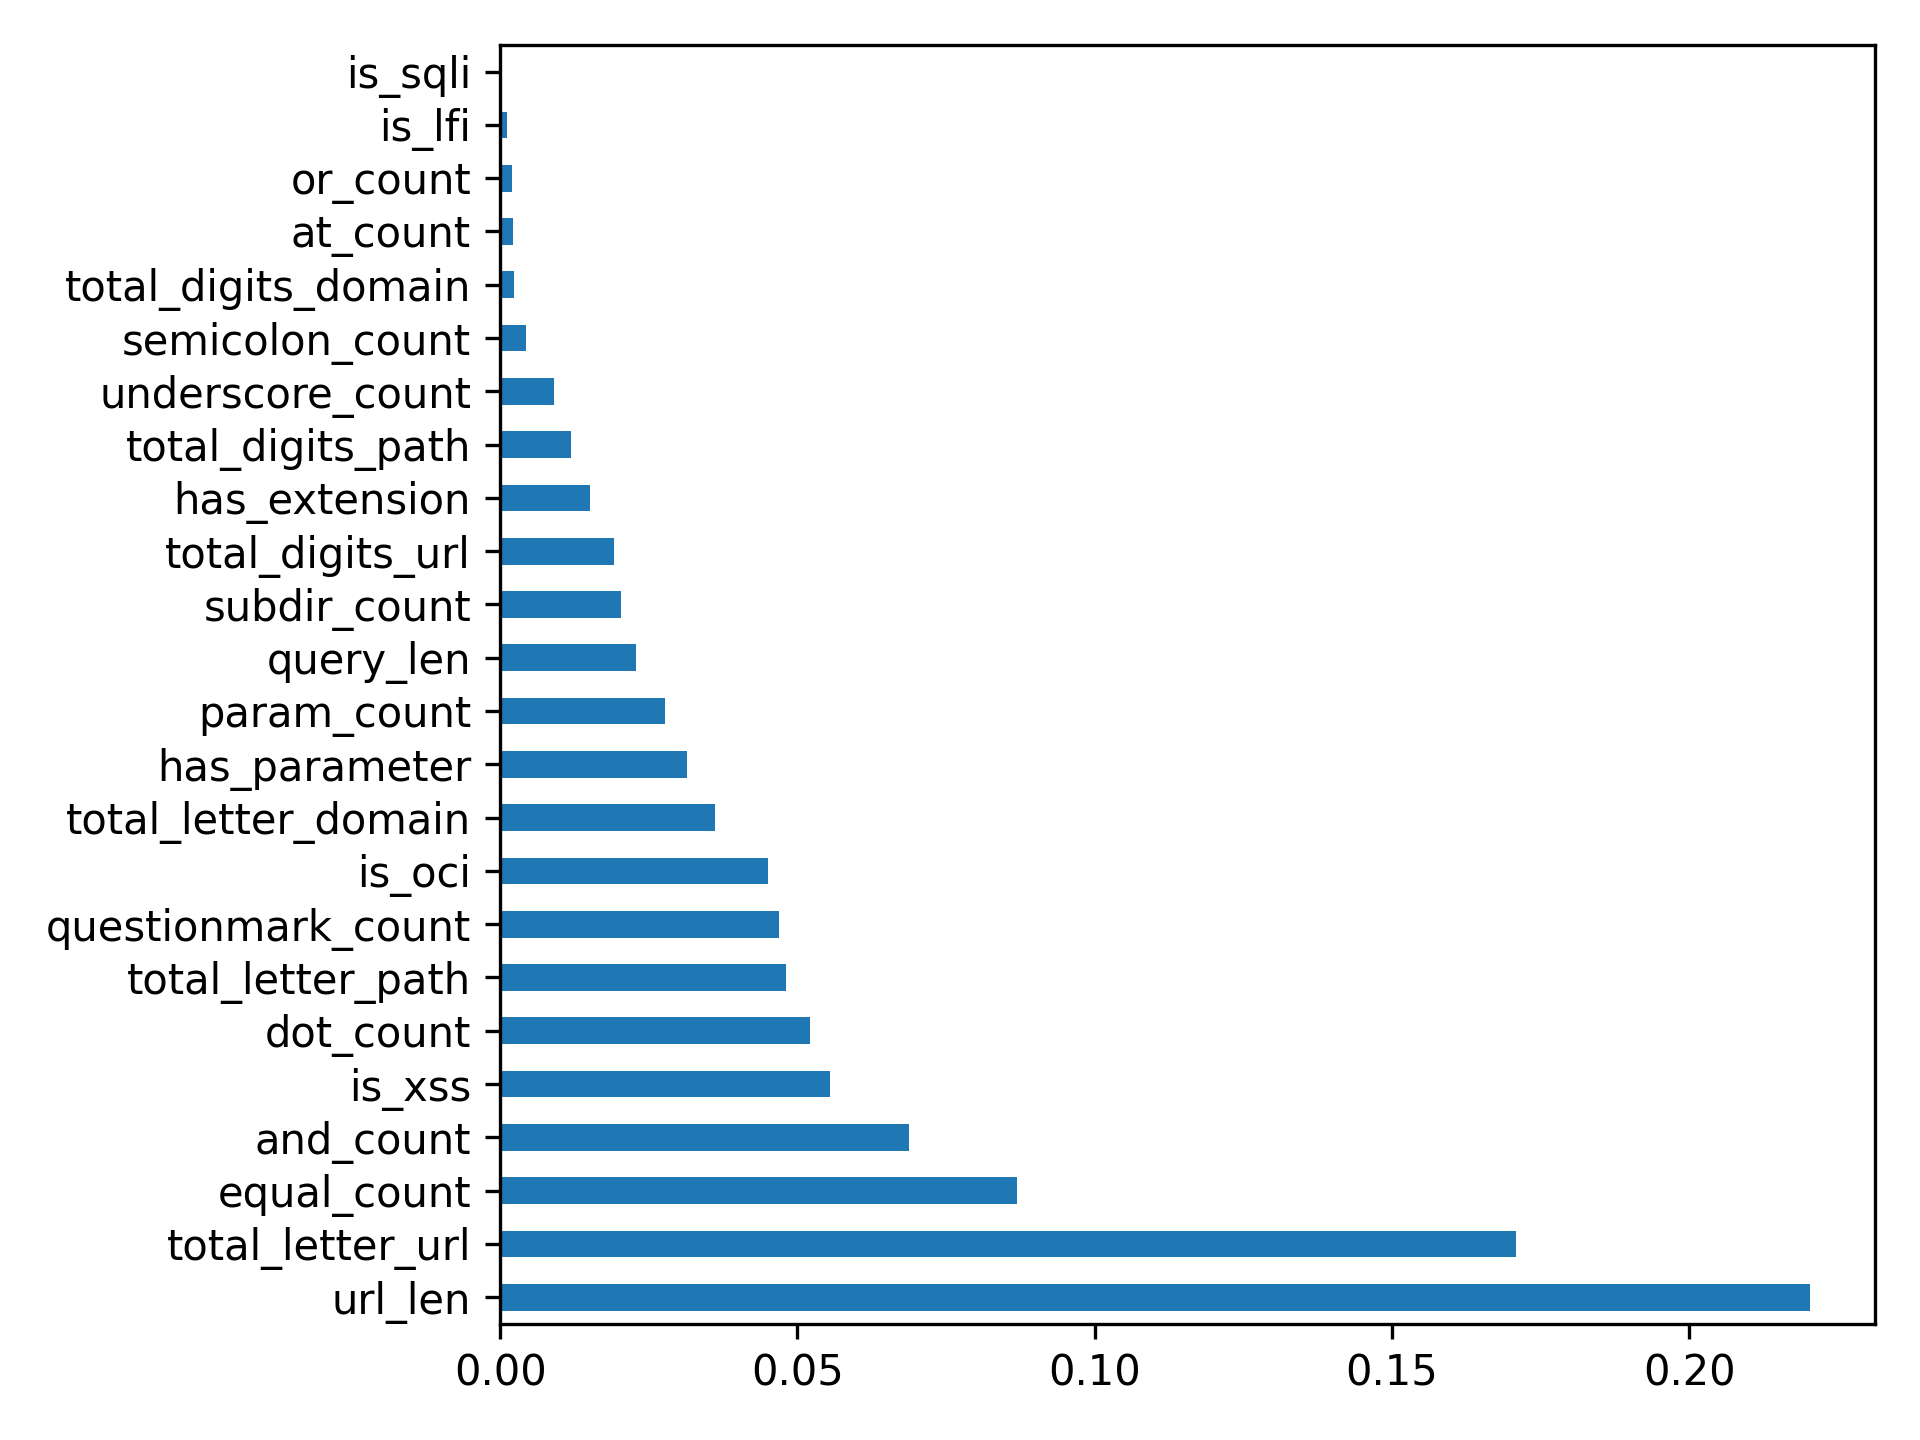 is_sqli
is_lfi
or_count
at_count
total_digits_domain
semicolon_count
underscore_count
total_digits_path
has_extension
total_digits_url
subdir_count
query_len
param_count
has_parameter
total_letter_domain
is_oci
questionmark_count
total_letter_path
dot_count
is_xss
and_count
equal_count
total_letter_url
url_len
0.00 0.05 0.10 0.15 0.20